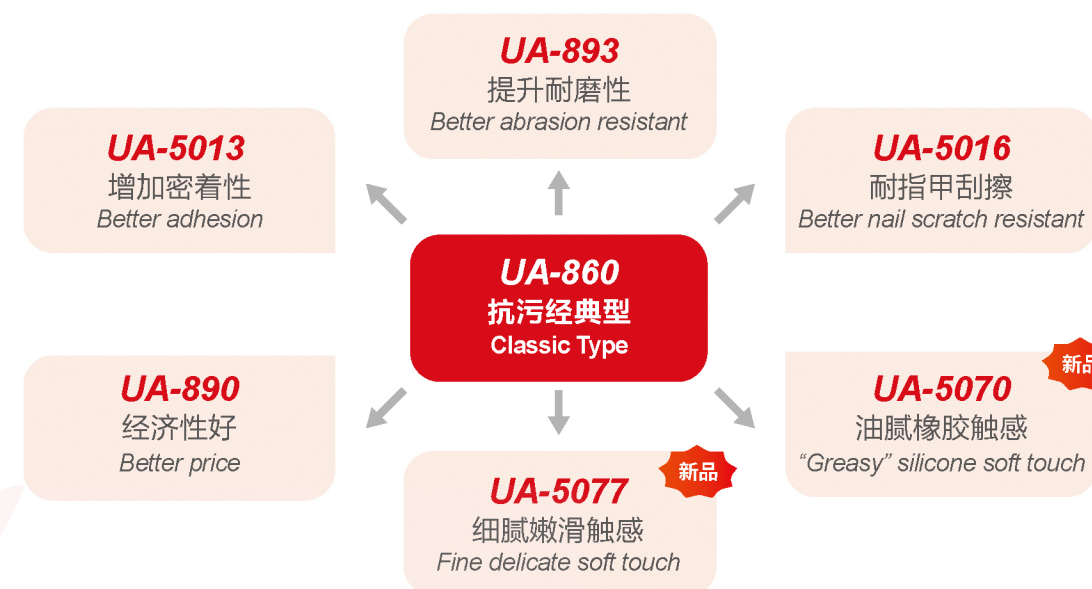 UA-893
提升耐磨性
Better abrasion resistant
UA-5013
增加密着性
Better adhesion
UA-5016
耐指甲刮擦
Better nail scratch resistant
UA-860
抗污经典型
Classic Type
UA-890
经济性好
Better price
新品
UA-5070
油腻橡胶触感
“Greasy” silicone soft touch
新品
UA-5077
细腻嫩滑触感
Fine delicate soft touch